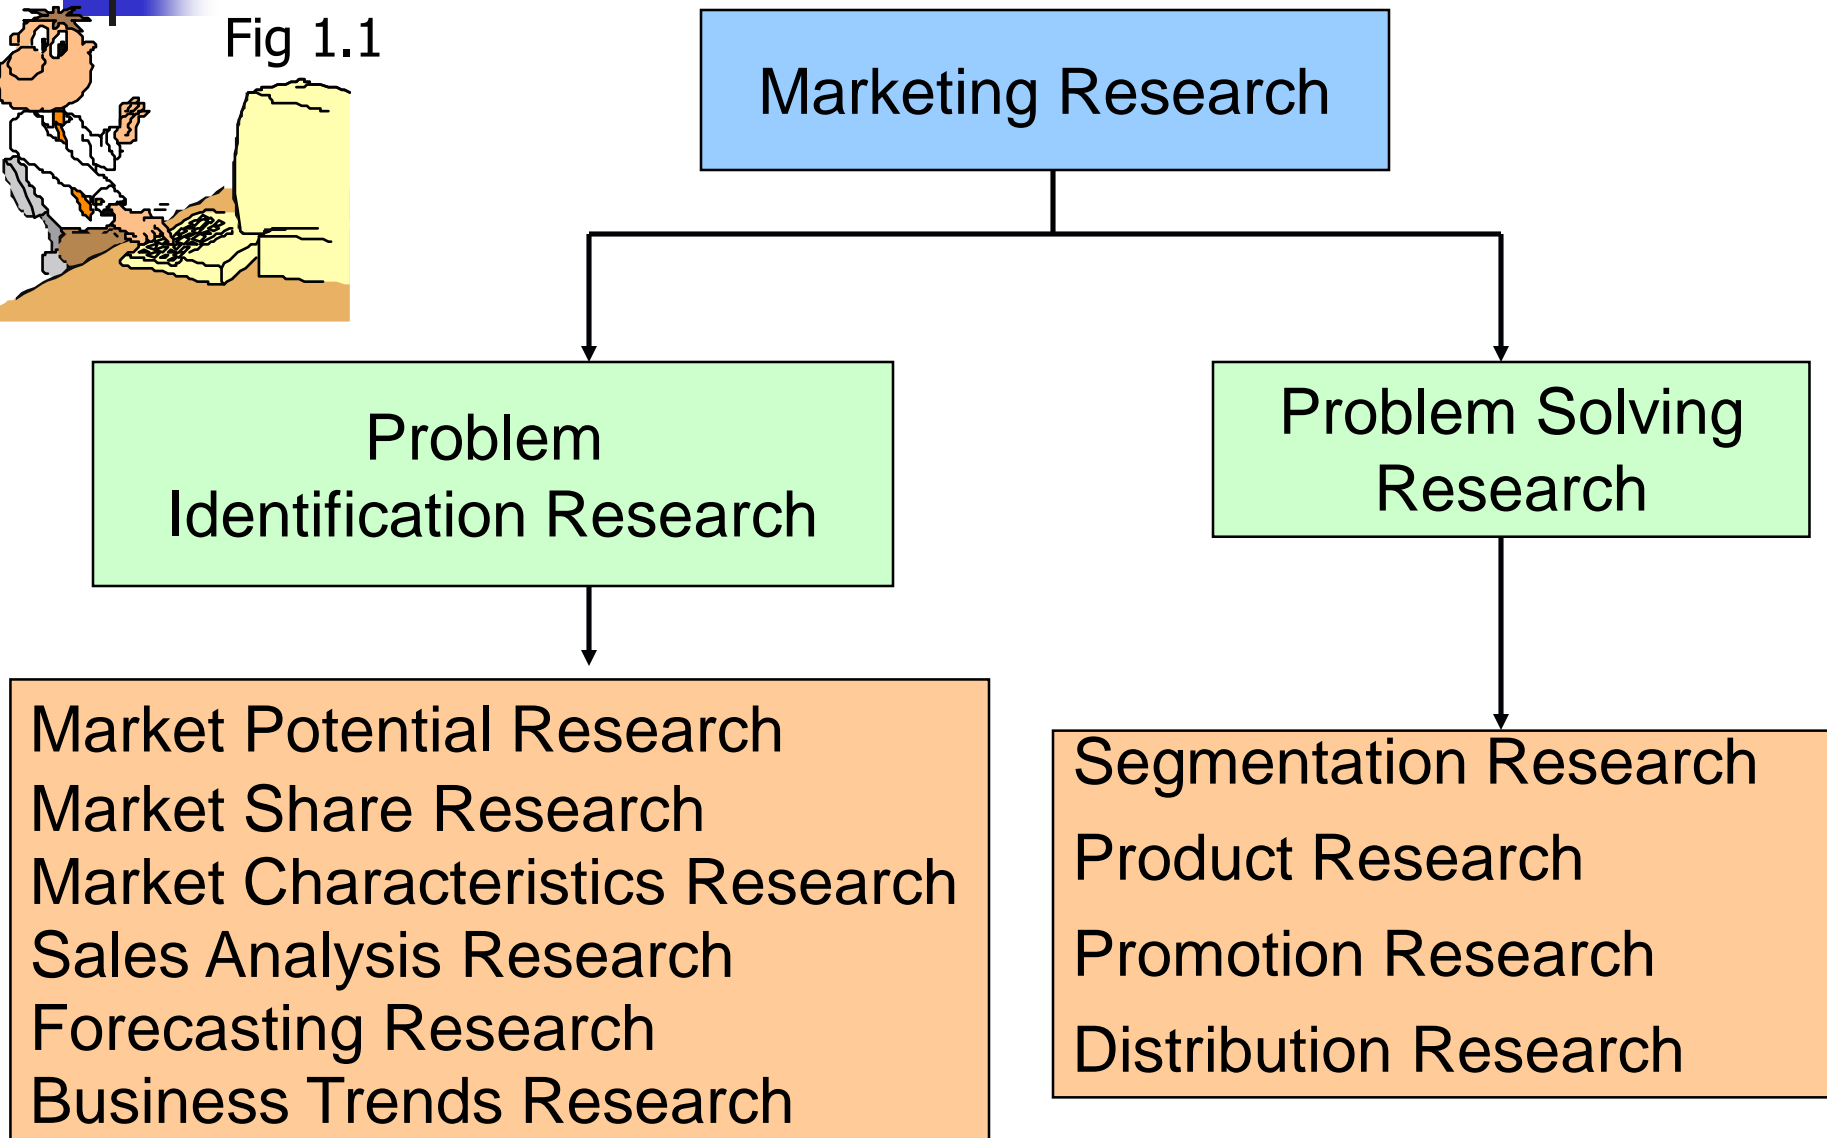 Fig 1.1
Marketing Research
Problem
Identification Research
Problem Solving
Research
Market Potential Research
Market Share Research
Market Characteristics Research
Sales Analysis Research
Forecasting Research
Business Trends Research
Segmentation Research
Product Research
Promotion Research
Distribution Research